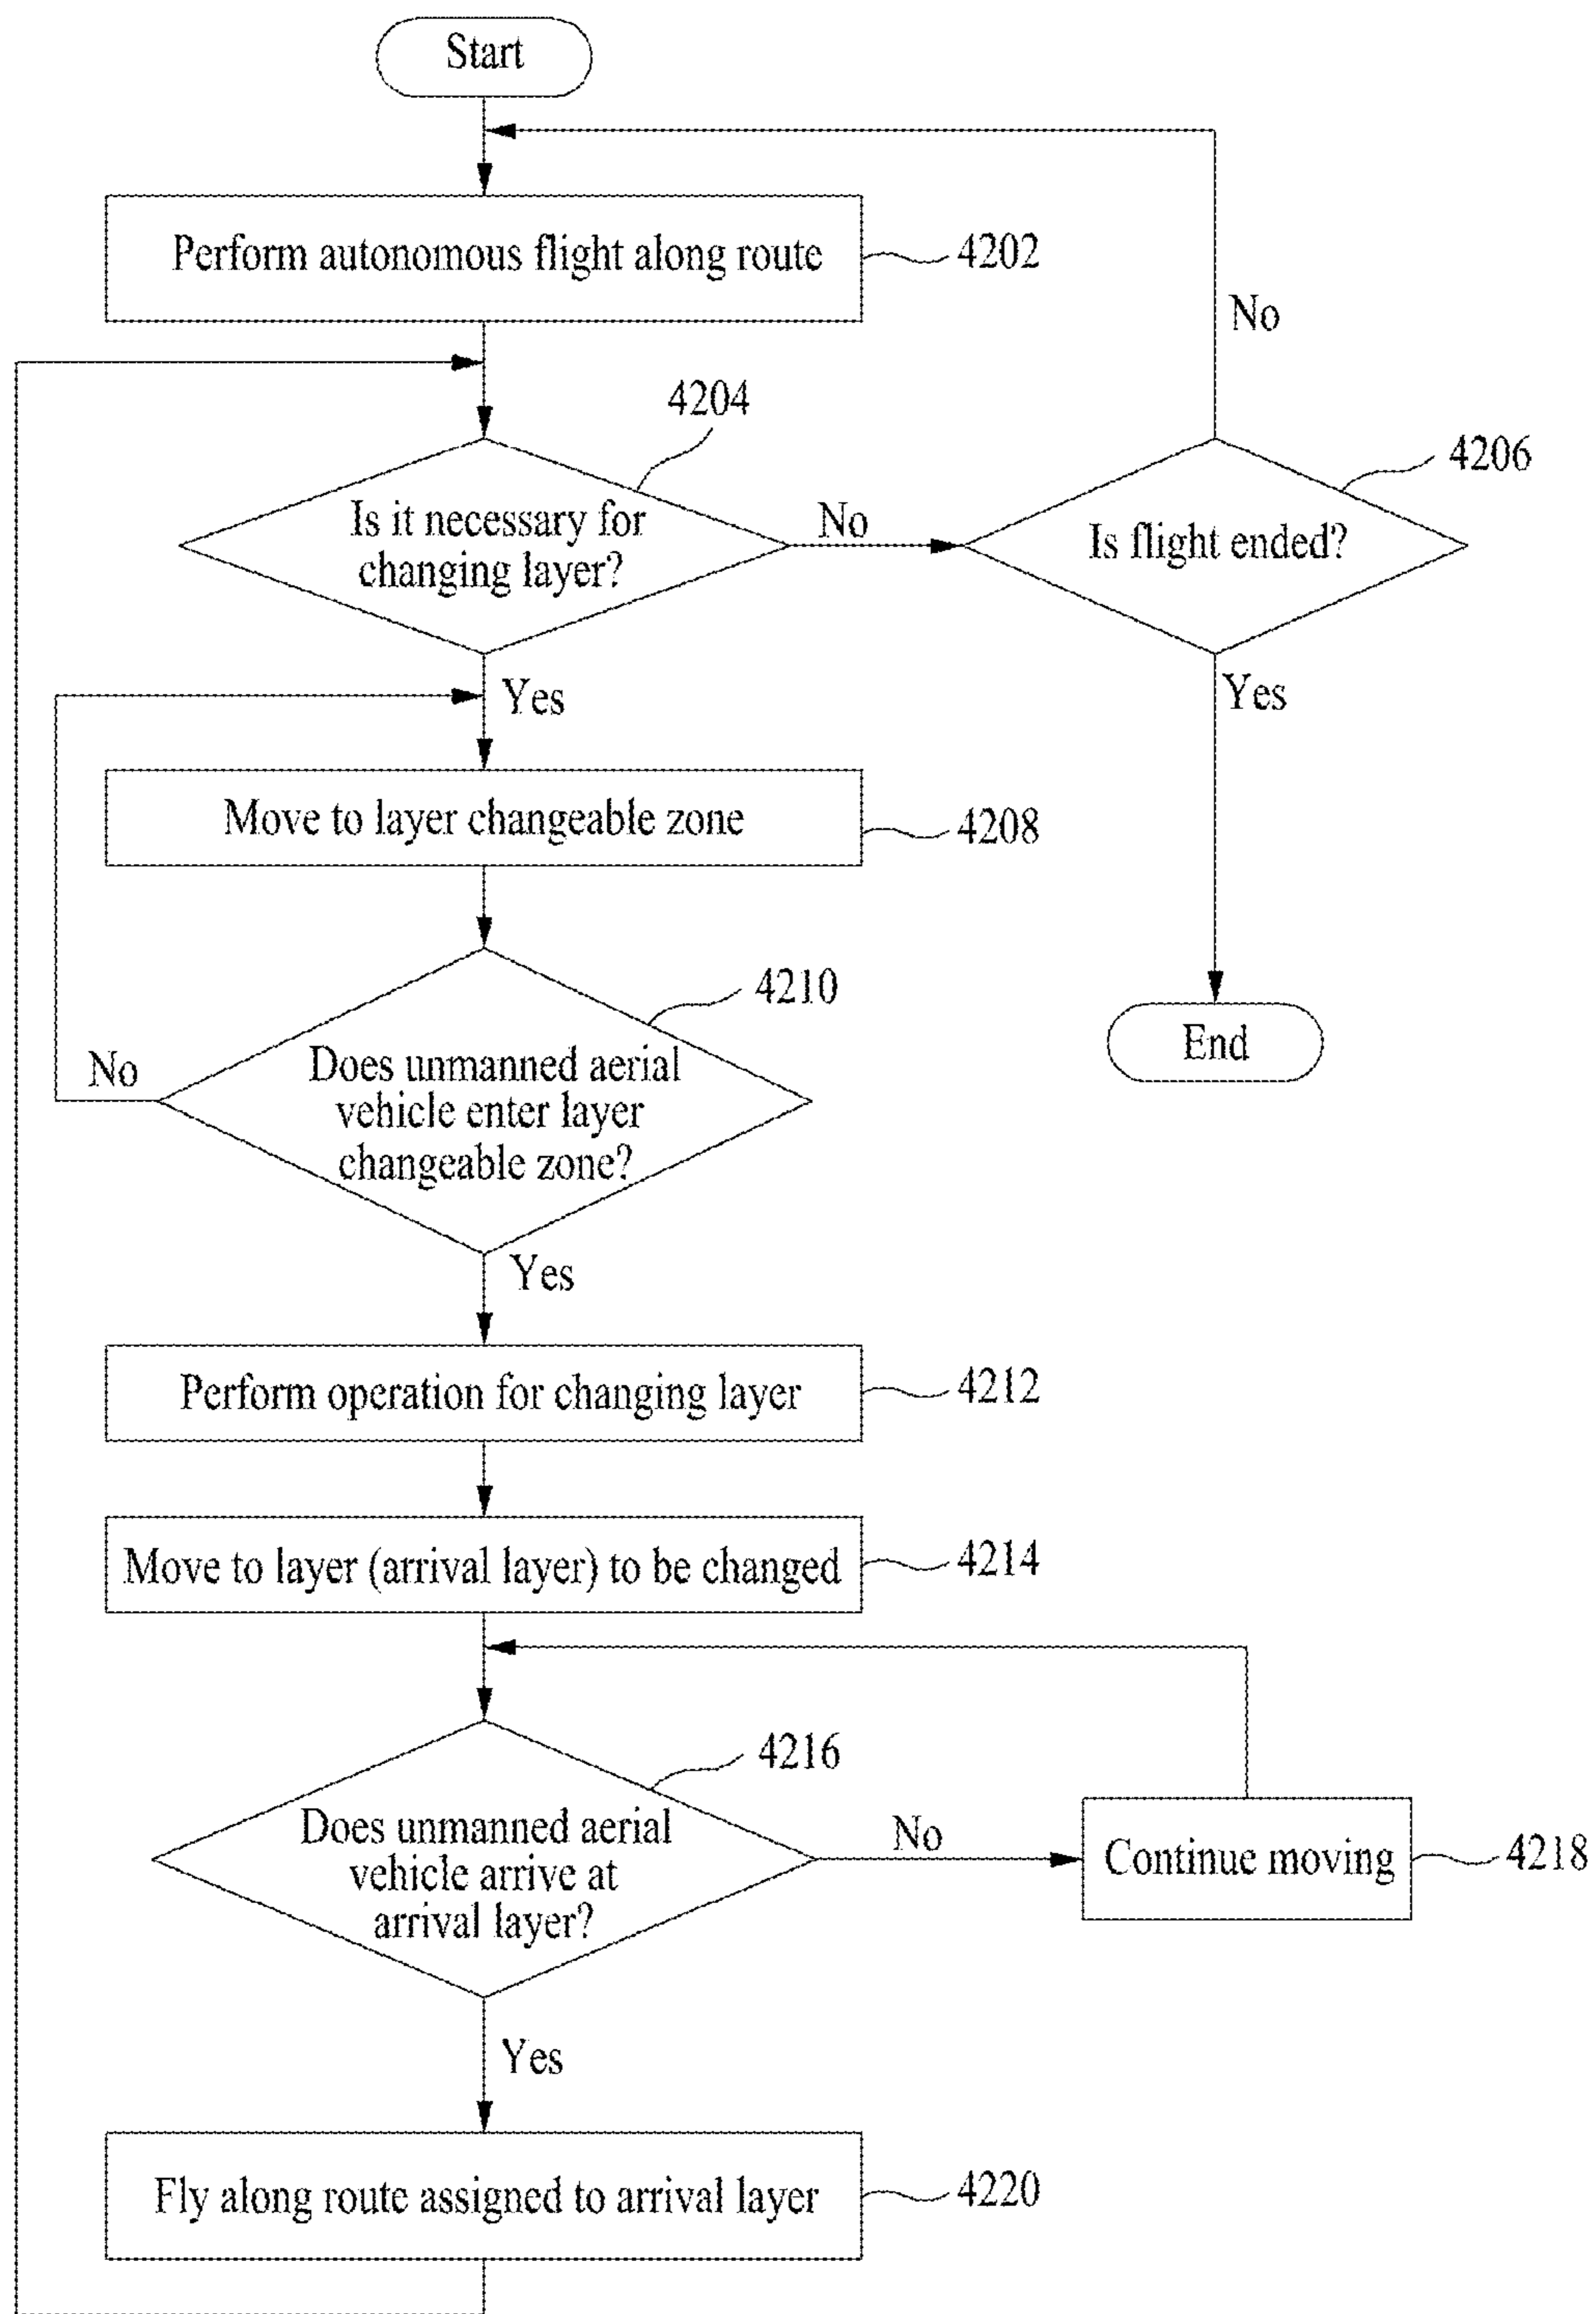 Start
Perform autonomous flight along route
4202
No
4204
4206
Is it necessary for
changing layer?
No
Is flight ended?
Yes
Yes
Move to layer changeable zone
4208
4210
End
No
Does unmanned aerial
vehicle enter layer
changeable zone?
Yes
Perform operation for changing layer
4212
Move to layer (arrival layer) to be changed
4214
4216
Does unmanned aerial
vehicle arrive at
arrival layer?
No
Continue moving
4218
Yes
Fly along route assigned to arrival layer
4220